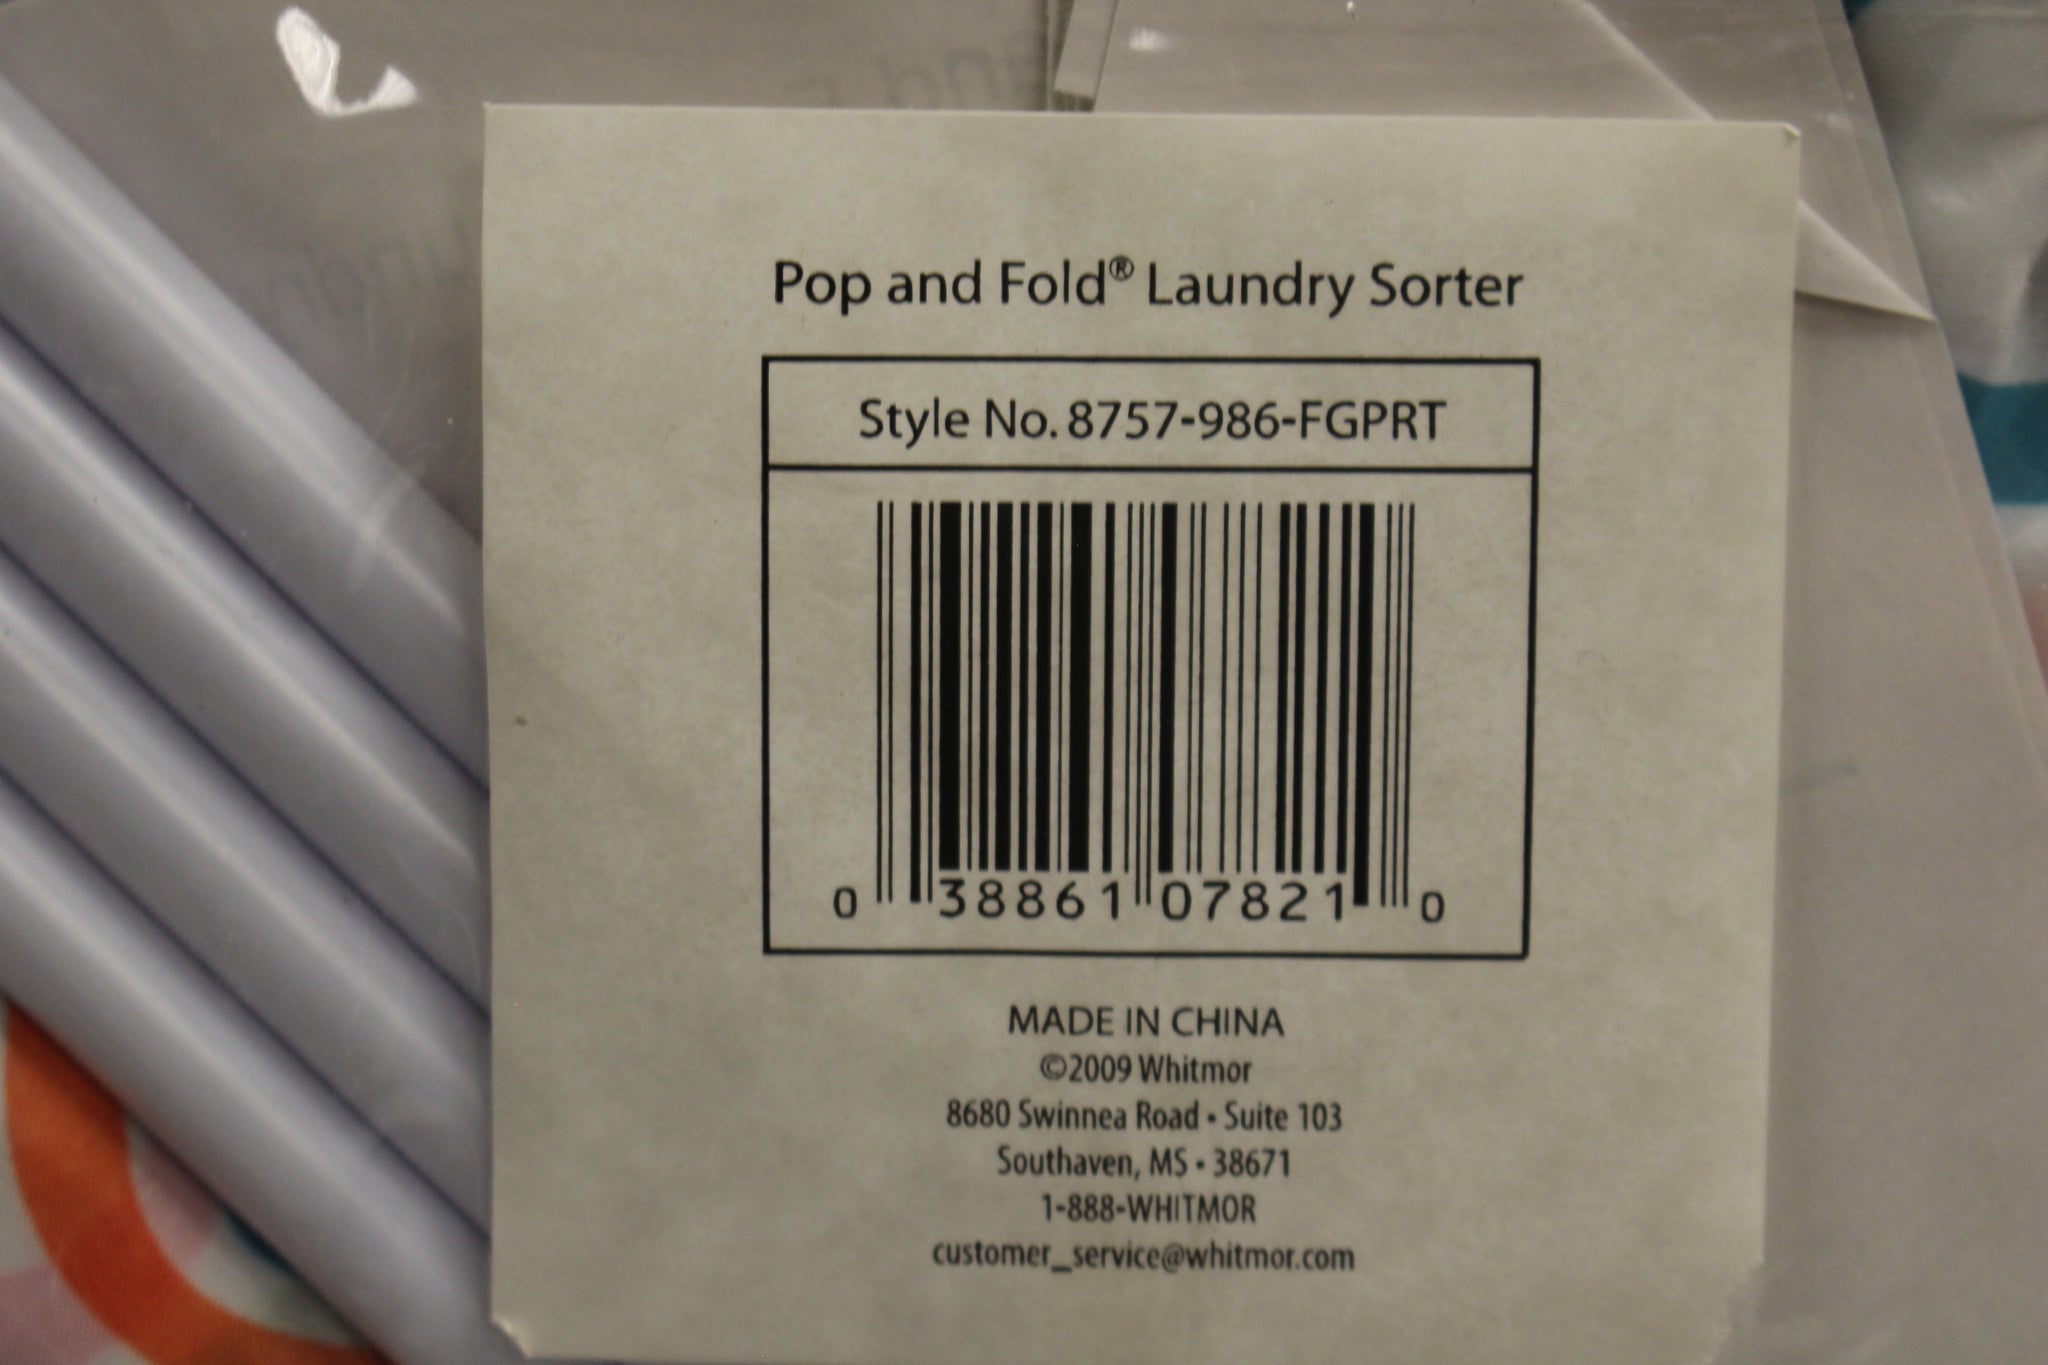 Pop and Fold® Laundry Sorter
Style No. 8757-986-FGPRT
0 38861 07821 0
MADE IN CHINA
©2009 Whitmor
8680 Swinnea Road • Suite 103
Southaven, MS • 38671
1-888-WHITMOR
customer_service@whitmor.com